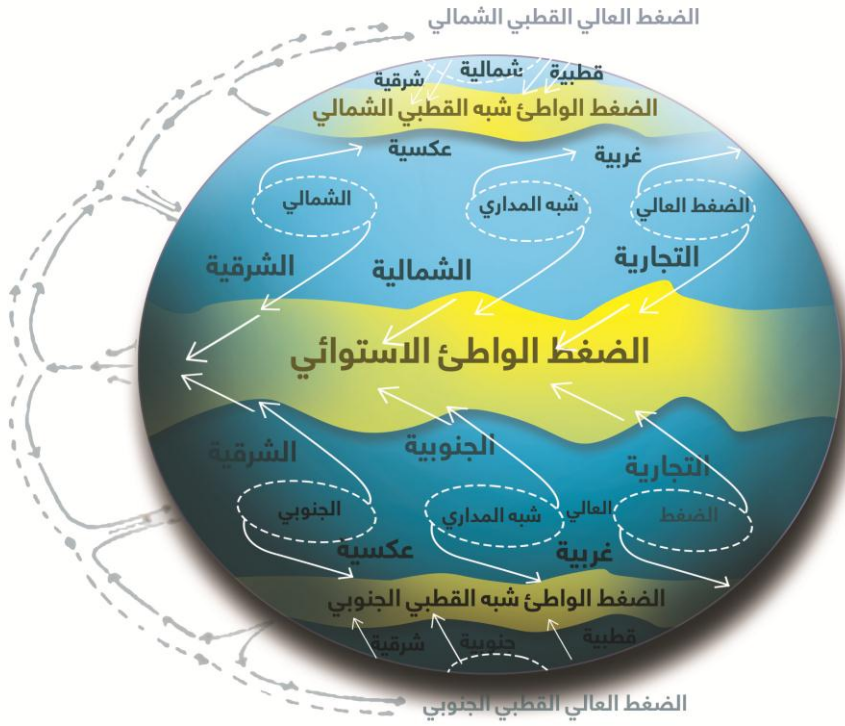 الضغط العالي القطبي الشمالي
قطبية شمالية شرقية
الضغط الواطئ شبه القطبي الشمالي
غربية عكسية
الضغط العالي شبه المداري الشمالي
التجارية الشمالية الشرقية
الضغط الواطئ الاستوائي
التجارية الجنوبية الشرقية
الضغط العالي شبه المداري الجنوبي
غربية عكسية
الضغط الواطئ شبه القطبي الجنوبي
قطبية جنوبية شرقية
الضغط العالي القطبي الجنوبي